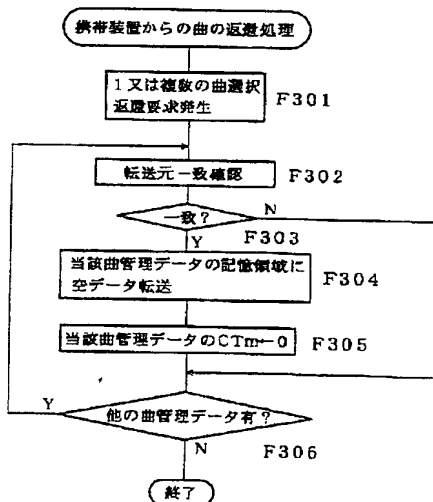 携帯装置からの曲の返還処理
1又は複数の曲選択
返還要求発生
F301
転送元一致確認
F302
一致?
N
F303
Y
当該曲管理データの記憶領域に
空データ転送
F304
当該曲管理データのCTm←0
F305
Y
他の曲管理データ有?
N
F306
終了